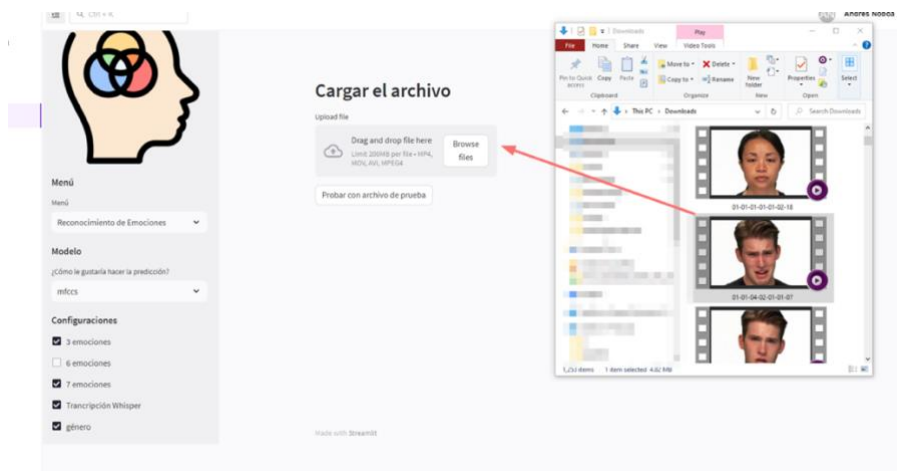 Ctrl + K
Andres Noboa
Menú
Menú
Reconocimiento de Emociones
Modelo
¿Cómo le gustaría hacer la predicción?
mfccs
Configuraciones
3 emociones
6 emociones
7 emociones
Trancripción Whisper
género
Cargar el archivo
Upload file
Drag and drop file here
Limit 200MB per file • MP4,
MOV, AVI, MPEG4
Browse
files
Probar con archivo de prueba
Made with Streamlit
Downloads
Play
File
Home
Share
View
Video Tools
Pin to Quick
access
Copy
Paste
Move to
Copy to
Delete
Rename
New
folder
Properties
Select
Clipboard
Organize
New
Open
This PC > Downloads
Search Downloads
01-01-01-01-01-02-18
01-01-04-02-01-01-07
1,253 items
1 item selected 4.82 MB